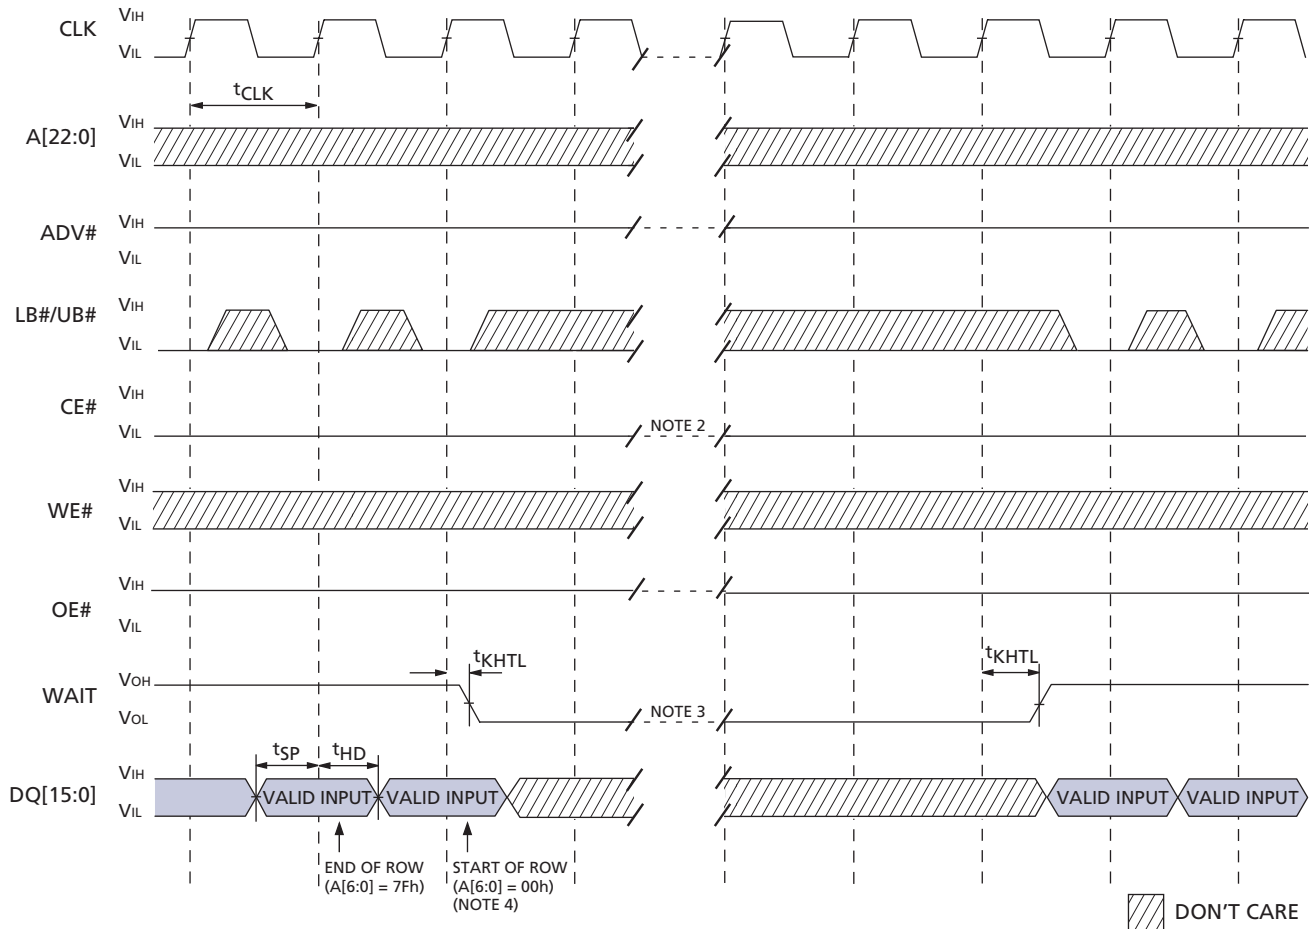 CLK
VIH
VIL
tCLK
A[22:0]
VIH
VIL
ADV#
VIH
VIL
LB#/UB#
VIH
VIL
CE#
VIH
VIL
NOTE 2
WE#
VIH
VIL
OE#
VIH
VIL
WAIT
VOH
VOL
tKHTL
NOTE 3
tKHTL
DQ[15:0]
VIH
VIL
tSP
tHD
VALID INPUT
VALID INPUT
VALID INPUT
VALID INPUT
END OF ROW
(A[6:0] = 7Fh)
START OF ROW
(A[6:0] = 00h)
(NOTE 4)
DON'T CARE